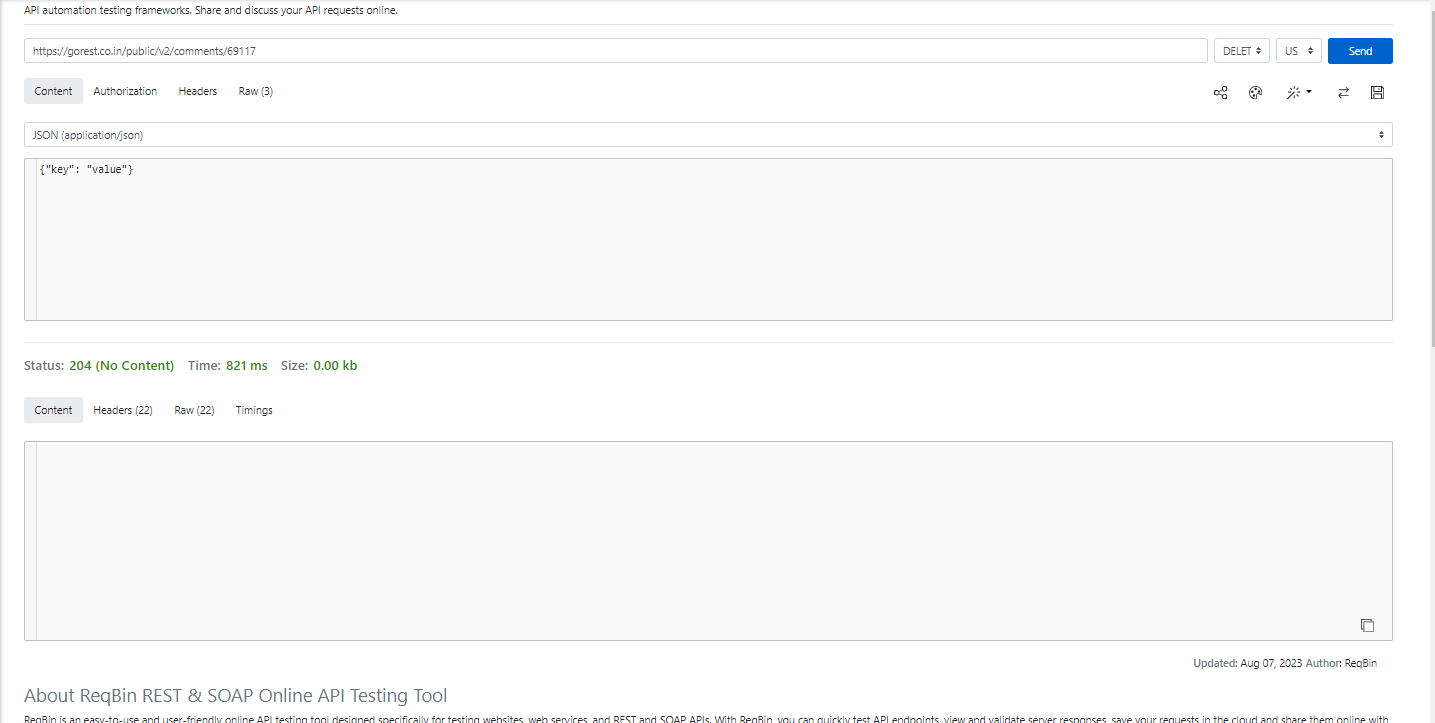 API automation testing frameworks. Share and discuss your API requests online.
https://gorest.co.in/public/v2/comments/69117 DELET US Send
Content Authorization Headers Raw (3)
JSON (application/json)
{"key": "value"}
Status: 204 (No Content) Time: 821 ms Size: 0.00 kb
Content Headers (22) Raw (22) Timings
Updated: Aug 07, 2023 Author: ReqBin
About ReqBin REST & SOAP Online API Testing Tool
ReqBin is an easy-to-use and user-friendly online API testing tool designed specifically for testing websites, web services, and REST and SOAP APIs. With ReqBin, you can quickly test API endpoints, view and validate server responses, save your requests in the cloud and share them online with